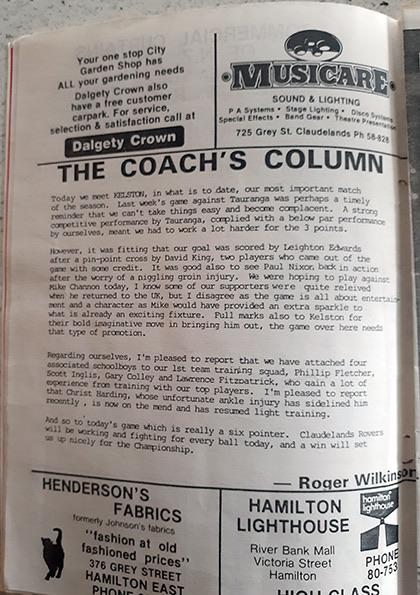 Your one stop City
Garden Shop has
ALL your gardening needs
Dalgety Crown also
have a free customer
carpark. For service,
selection & satisfaction call at
Dalgety Crown
MUSICARE
SOUND & LIGHTING
P A Systems • Stage Lighting • Disco Systems
Special Effects • Band Gear • Theatre Presentation
725 Grey St. Claudelands Ph 58-828
THE COACH'S COLUMN
Today we meet KELSTON, in what is to date, our most important match
of the season. Last week's game against Tauranga was perhaps a timely
reminder that we can't take things easy and become complacent. A strong
competitive performance by Tauranga, complied with a below par performance
by ourselves, meant we had to work a lot harder for the 3 points.
However, it was fitting that our goal was scored by Leighton Edwards
after a pin-point cross by David King, two players who came out of the
game with some credit. It was good also to see Paul Nixon back in action
after the worry of a niggling groin injury. We were hoping to play against
Mike Channon today, I know some of our supporters were quite releived
when he returned to the UK, but I disagree as the game is all about entertain-
ment and a character as Mike would have provided an extra sparkle to
what is already an exciting fixture. Full marks also to Kelston for
their bold imaginative move in bringing him out, the game over here needs
that type of promotion.
Regarding ourselves, I'm pleased to report that we have attached four
associated schoolboys to our 1st team training squad, Phillip Fletcher,
Scott Inglis, Gary Colley and Lawrence Fitzpatrick, who gain a lot of
experience from training with our top players. I'm pleased to report
that Christ Harding, whose unfortunate ankle injury has sidelined him
recently, is now on the mend and has resumed light training.
And so to today's game which is really a six pointer. Claudelands Rovers
will be working and fighting for every ball today, and a win will set
us up nicely for the Championship.
— Roger Wilkinson.
HENDERSON'S
FABRICS
formerly Johnson's fabrics
"fashion at old
fashioned prices"
376 GREY STREET
HAMILTON EAST
HAMILTON
LIGHTHOUSE
River Bank Mall
Victoria Street
Hamilton
hamilton
lighthouse
PHONE
80-753
HIGH CLASS